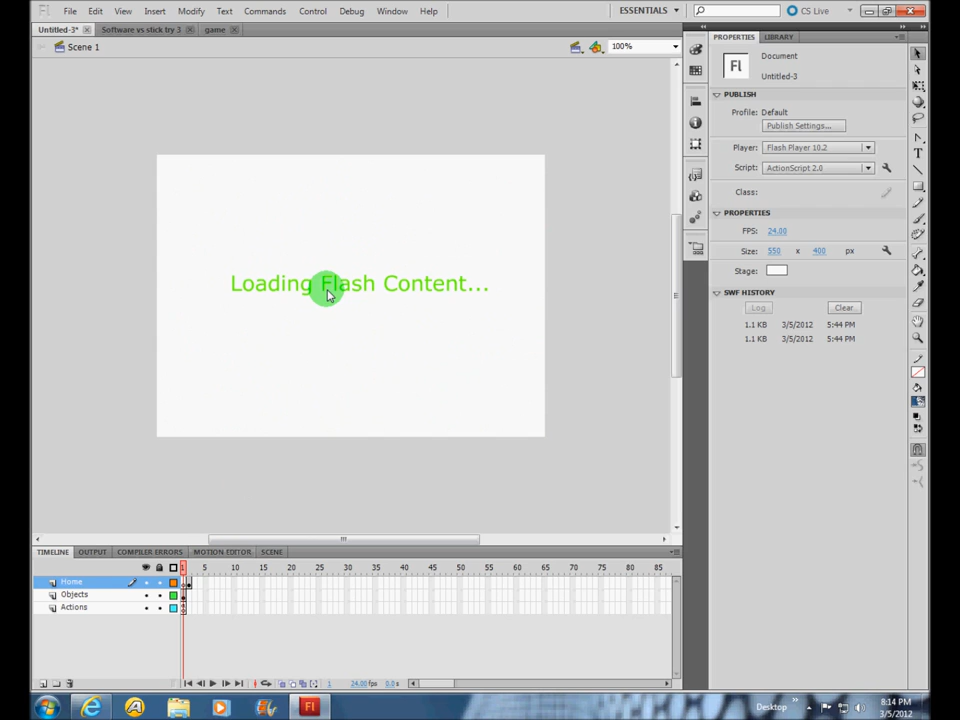 Fl File Edit View Insert Modify Text Commands Control Debug Window Help ESSENTIALS CS Live
Untitled-3* Software vs stick try 3 game
Scene 1 100%
PROPERTIES LIBRARY
Fl Document
Untitled-3
PUBLISH
Profile: Default
Publish Settings...
Player: Flash Player 10.2
Script: ActionScript 2.0
Class:
PROPERTIES
FPS: 24.00
Size: 550 x 400 px
Stage:
SWF HISTORY
Log Clear
1.1 KB 3/5/2012 5:44 PM
1.1 KB 3/5/2012 5:44 PM
Loading Flash Content...
TIMELINE OUTPUT COMPILER ERRORS MOTION EDITOR SCENE
1 5 10 15 20 25 30 35 40 45 50 55 60 65 70 75 80 85
Home
Objects
Actions
1 24.00 fps 0.0 s
Fl Desktop 8:14 PM
3/5/2012